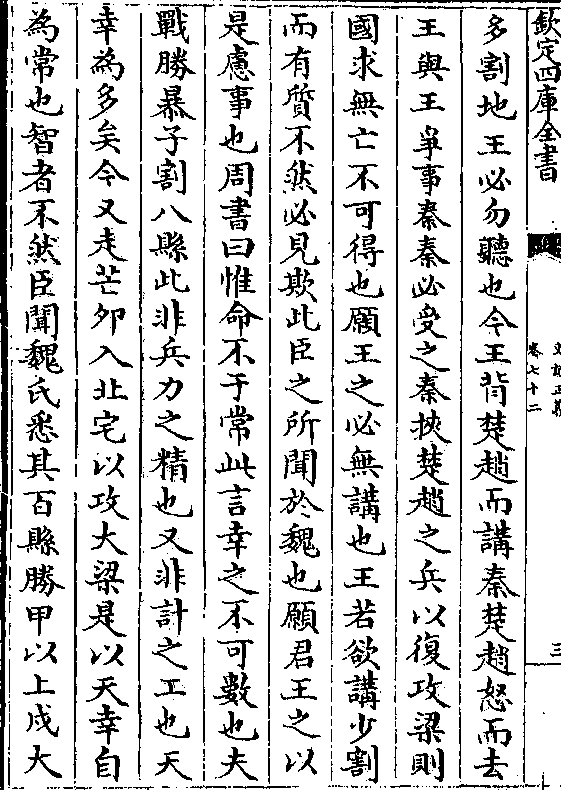 欽定四庫全書
史記正義
卷七十二
三
多割地王必勿聽也今王背楚趙而講秦楚趙怒而去
王與王爭事秦秦必受之秦挾楚趙之兵以復攻梁則
國求無亡不可得也願王之必無講也王若欲講少割
而有質不然必見欺此臣之所聞於魏也願君王之以
是慮事也周書曰惟命不于常此言幸之不可數也夫
戰勝暴子割八縣此非兵力之精也又非計之工也天
幸為多矣今又走芒夘入北宅以攻大梁是以天幸自
為常也智者不然臣聞魏氏悉其百縣勝甲以上戍大